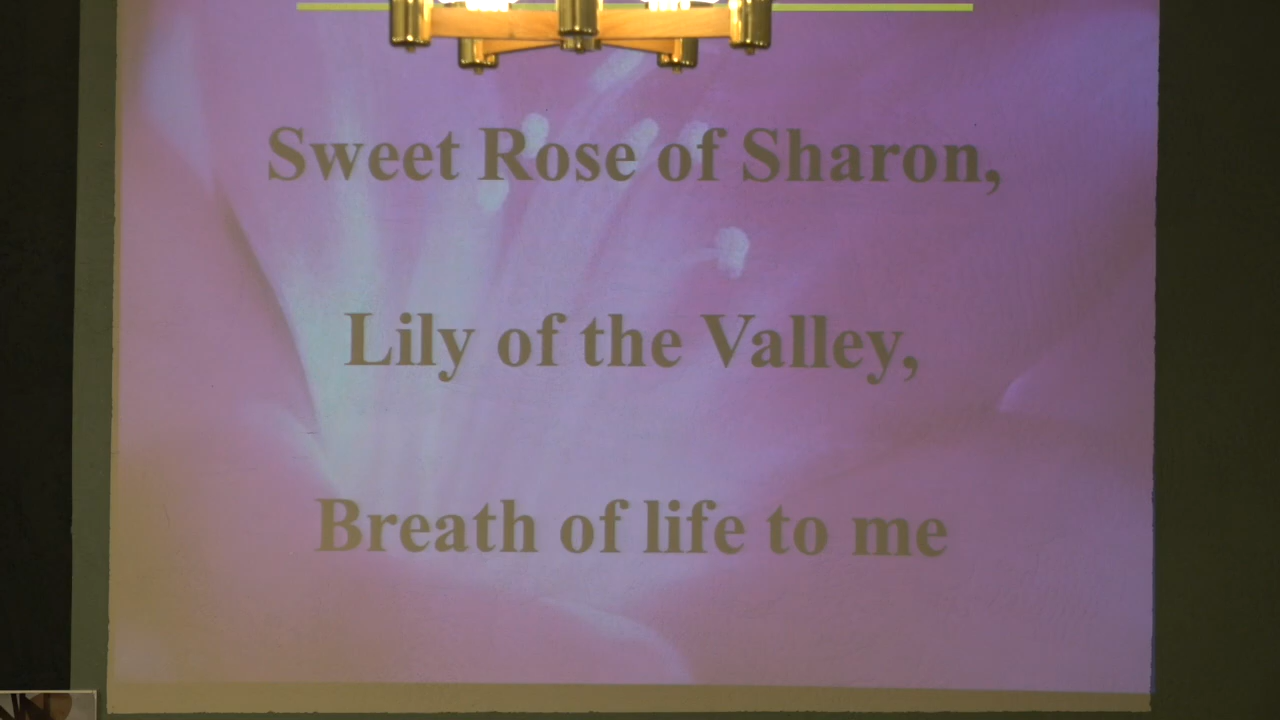 Sweet Rose of Sharon,
Lily of the Valley,
Breath of life to me